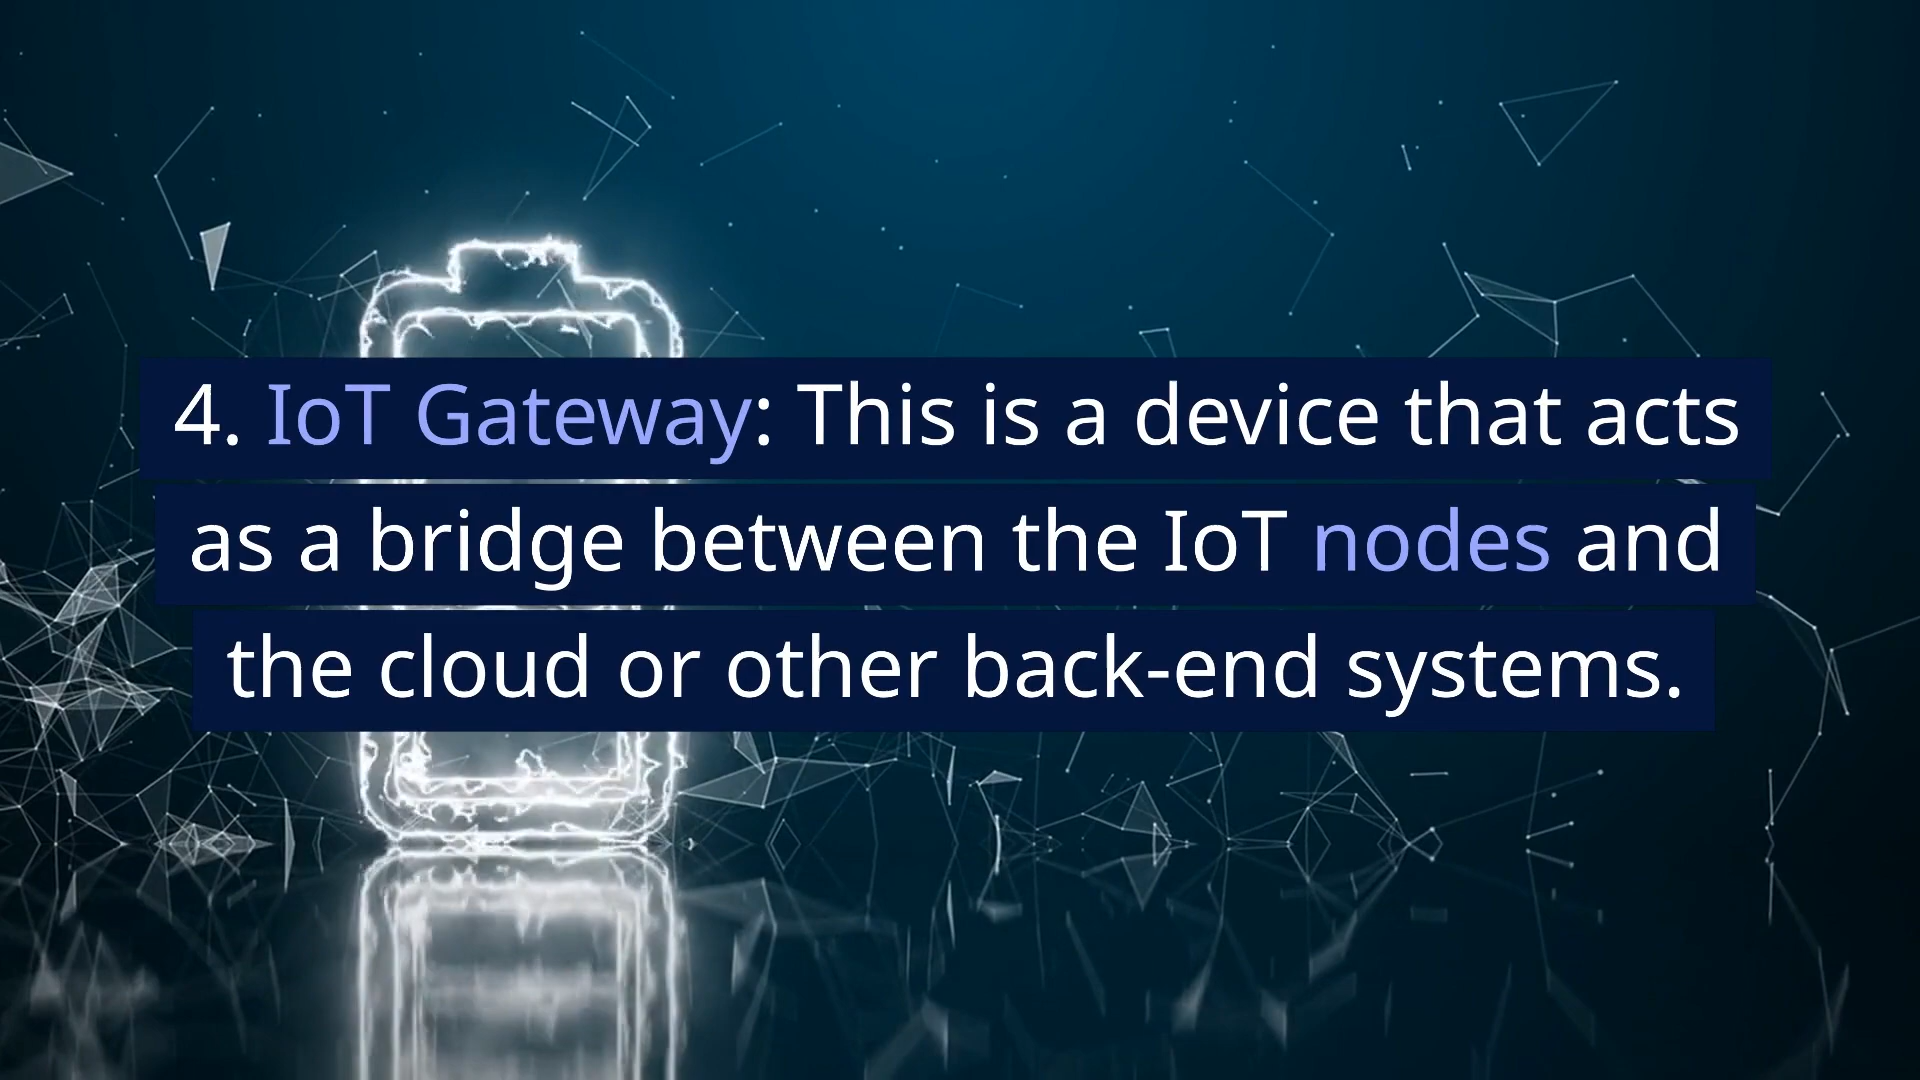 4. IoT Gateway: This is a device that acts
as a bridge between the IoT nodes and
the cloud or other back-end systems.